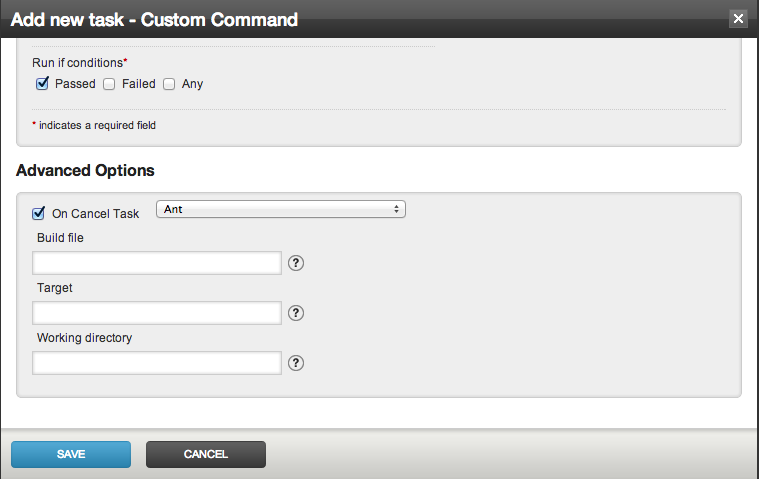 Add new task - Custom Command
Run if conditions*
Passed Failed Any
* indicates a required field
Advanced Options
On Cancel Task Ant
Build file
?
Target
?
Working directory
?
SAVE CANCEL